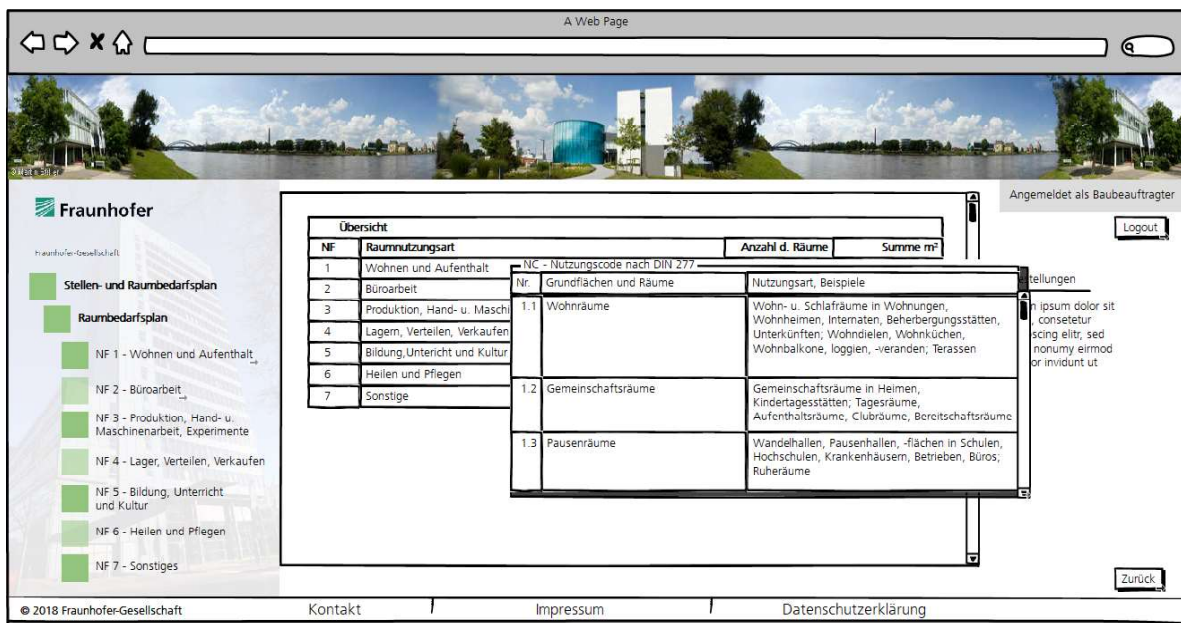 A Web Page
Angemeldet als Baubeauftragter
Logout
Fraunhofer
Fraunhofer-Gesellschaft
Stellen- und Raumbedarfsplan
Raumbedarfsplan
NF 1 - Wohnen und Aufenthalt
NF 2 - Büroarbeit
NF 3 - Produktion, Hand- u.
Maschinenarbeit, Experimente
NF 4 - Lager, Verteilen, Verkaufen
NF 5 - Bildung, Unterricht
und Kultur
NF 6 - Heilen und Pflegen
NF 7 - Sonstiges
Übersicht
NF Raumnutzungsart Anzahl d. Räume Summe m²
1 Wohnen und Aufenthalt
2 Büroarbeit
3 Produktion, Hand- u. Maschi
4 Lagern, Verteilen, Verkaufen
5 Bildung,Untericht und Kultur
6 Heilen und Pflegen
7 Sonstige
NC - Nutzungscode nach DIN 277
Nr. Grundflächen und Räume Nutzungsart, Beispiele
1.1 Wohnräume Wohn- u. Schlafräume in Wohnungen,
Wohnheimen, Internaten, Beherbergungsstätten,
Unterkünften; Wohndielen, Wohnküchen,
Wohnbalkone, loggien, -veranden; Terassen
1.2 Gemeinschaftsräume Gemeinschaftsräume in Heimen,
Kindertagesstätten; Tagesräume,
Aufenthaltsräume, Clubräume, Bereitschaftsräume
1.3 Pausenräume Wandelhallen, Pausenhallen, -flächen in Schulen,
Hochschulen, Krankenhäusern, Betrieben, Büros;
Ruheräume
estellungen
n ipsum dolor sit
, consetetur
oscing elitr, sed
nonumy eirmod
or invidunt ut
Zurück
© 2018 Fraunhofer-Gesellschaft Kontakt Impressum Datenschutzerklärung